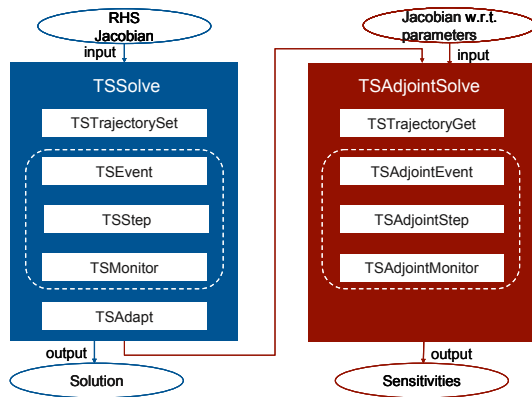 RHS
Jacobian
input
TSSolve
TSTrajectorySet
TSEvent
TSStep
TSMonitor
TSAdapt
output
Solution
Jacobian w.r.t.
parameters
input
TSAdjointSolve
TSTrajectoryGet
TSAdjointEvent
TSAdjointStep
TSAdjointMonitor
output
Sensitivities